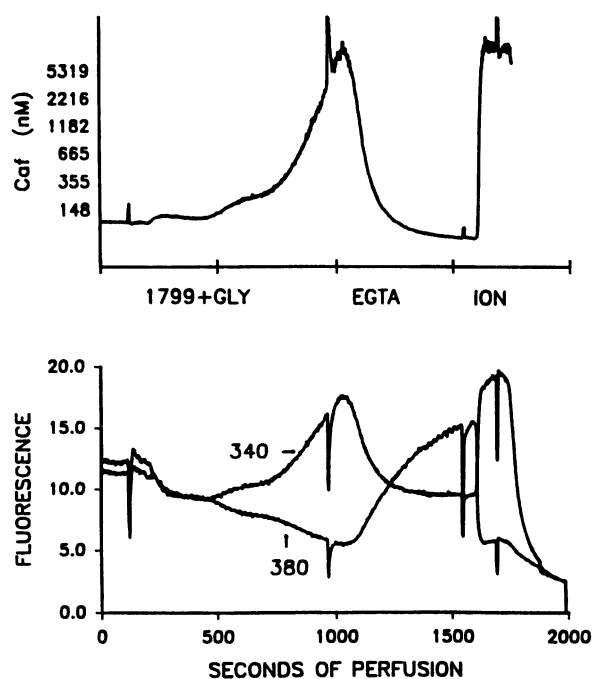 Caf (nM)
5319
2216
1182
665
355
148
1799+GLY EGTA ION
FLUORESCENCE
20.0
15.0
10.0
5.0
0.0
340
380
0 500 1000 1500 2000
SECONDS OF PERFUSION